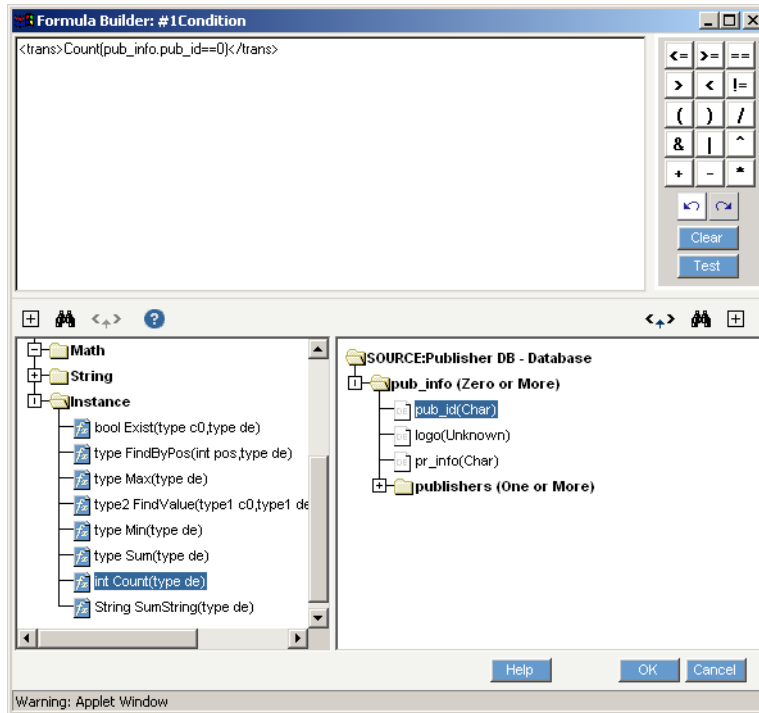 Formula Builder: #1Condition
<trans>Count(pub_info.pub_id==0)</trans>
<= >= ==
> < !=
( ) /
& | ^
+ - *
Clear
Test
Math
String
Instance
bool Exist(type c0,type de)
type FindByPos(int pos,type de)
type Max(type de)
type2 FindValue(type1 c0,type1 de
type Min(type de)
type Sum(type de)
int Count(type de)
String SumString(type de)
SOURCE:Publisher DB - Database
pub_info (Zero or More)
pub_id(Char)
logo(Unknown)
pr_info(Char)
publishers (One or More)
Help OK Cancel
Warning: Applet Window